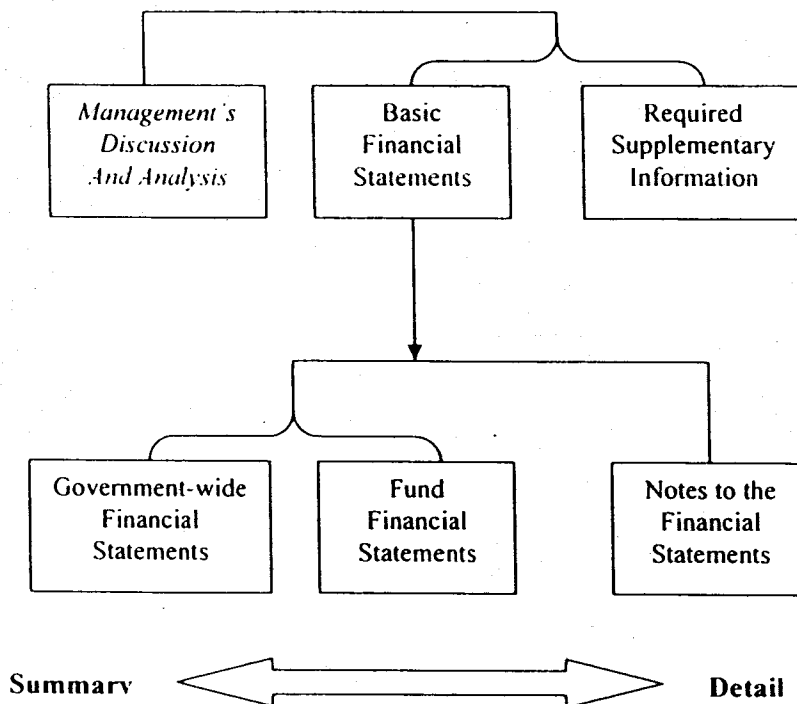 Management's
Discussion
And Analysis
Basic
Financial
Statements
Required
Supplementary
Information
Government-wide
Financial
Statements
Fund
Financial
Statements
Notes to the
Financial
Statements
Summary
Detail